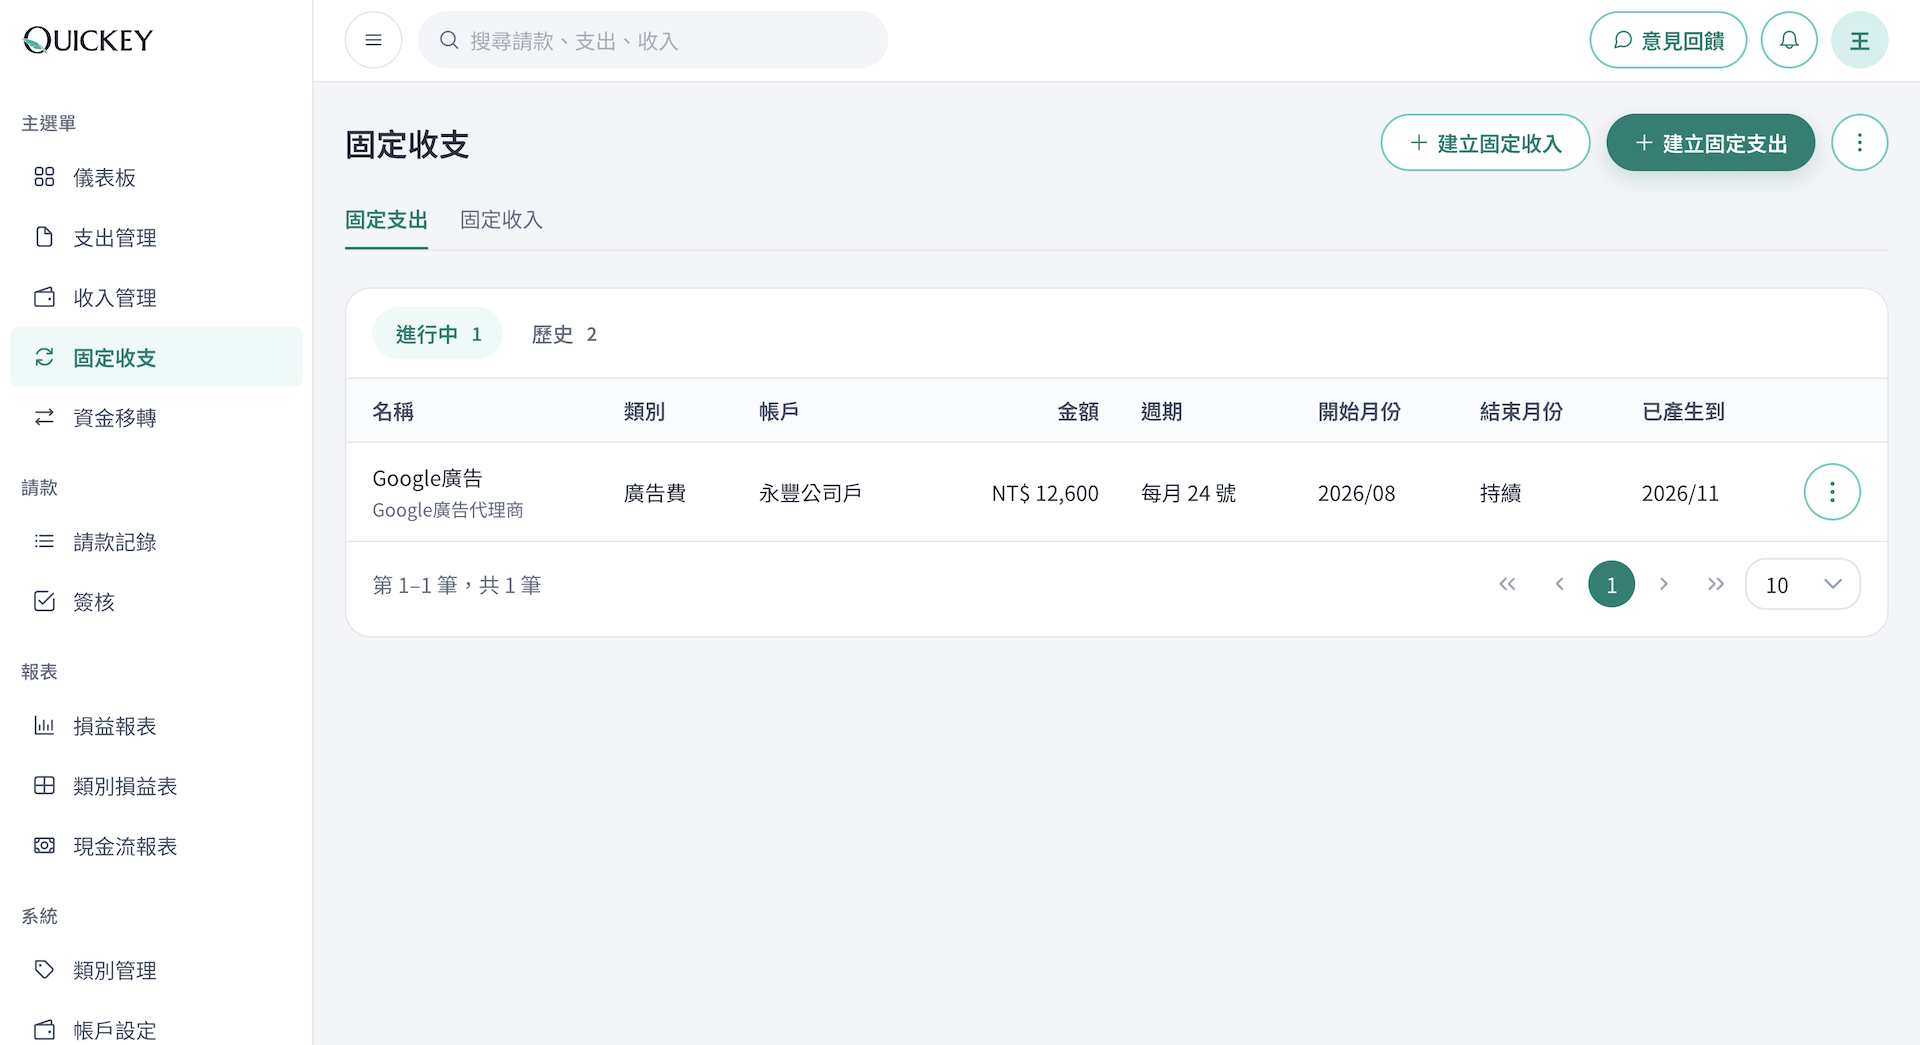 QUICKEY
搜尋請款、支出、收入
意見回饋
王
主選單
儀表板
支出管理
收入管理
固定收支
資金移轉
請款
請款記錄
簽核
報表
損益報表
類別損益表
現金流報表
系統
類別管理
帳戶設定
固定收支
建立固定收入
建立固定支出
固定支出 固定收入
進行中 1 歷史 2
名稱 類別 帳戶 金額 週期 開始月份 結束月份 已產生到
Google廣告
Google廣告代理商
廣告費 永豐公司戶 NT$ 12,600 每月 24 號 2026/08 持續 2026/11
第 1–1 筆，共 1 筆
1
10